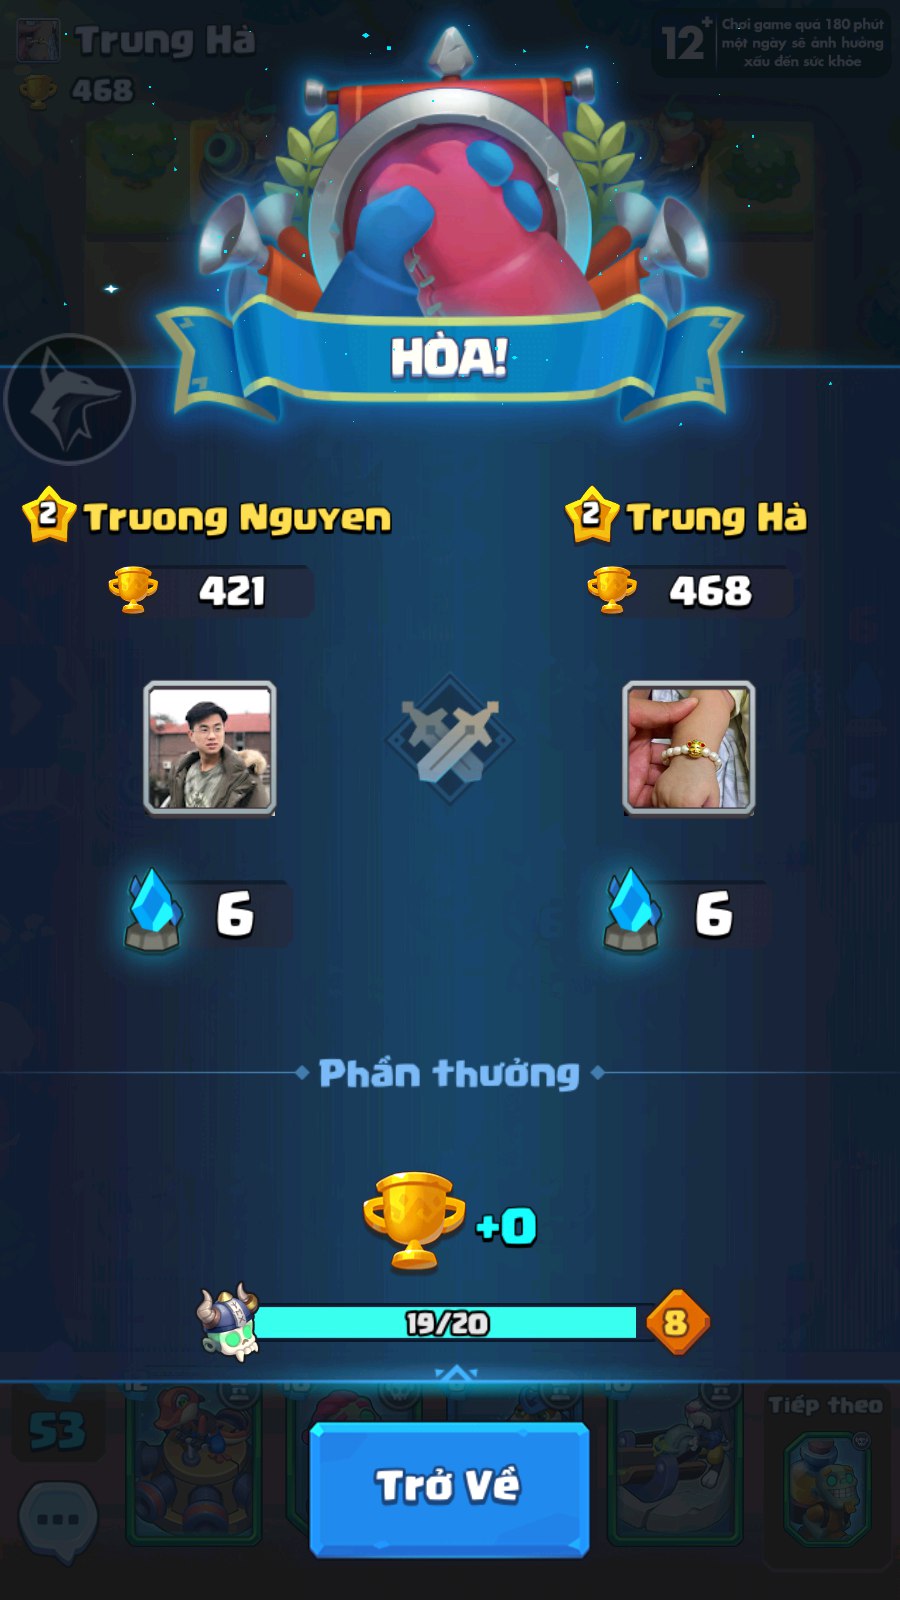 Trung Hà
468
12+
Chơi game quá 180 phút
một ngày sẽ ảnh hưởng
xấu đến sức khỏe
HÒA!
2 Truong Nguyen
2 Trung Hà
421
468
6
6
Phần thưởng
+0
19/20
8
53
Tiếp theo
Trở Về